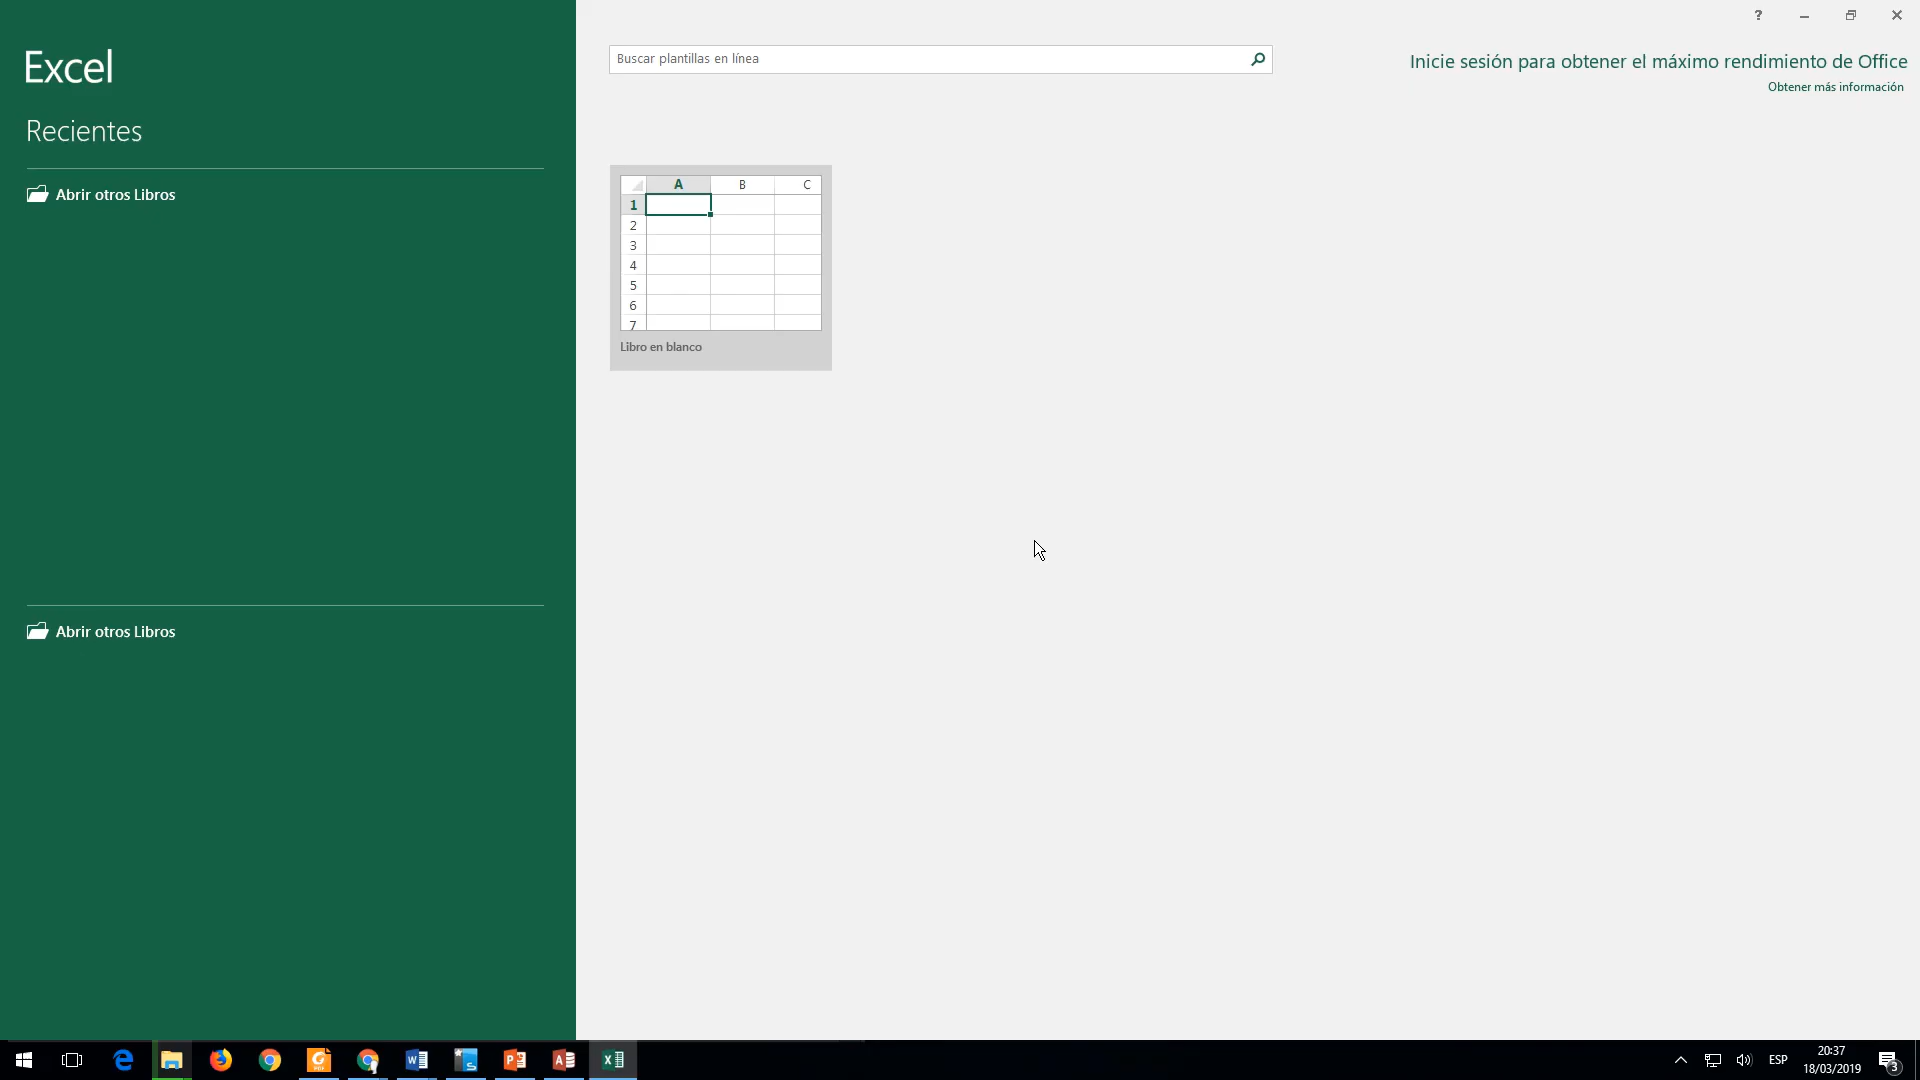 ?
Excel
Buscar plantillas en línea
Inicie sesión para obtener el máximo rendimiento de Office
Obtener más información
Recientes
Abrir otros Libros
A B C
1
2
3
4
5
6
7
Libro en blanco
Abrir otros Libros
ESP
20:37
18/03/2019
3